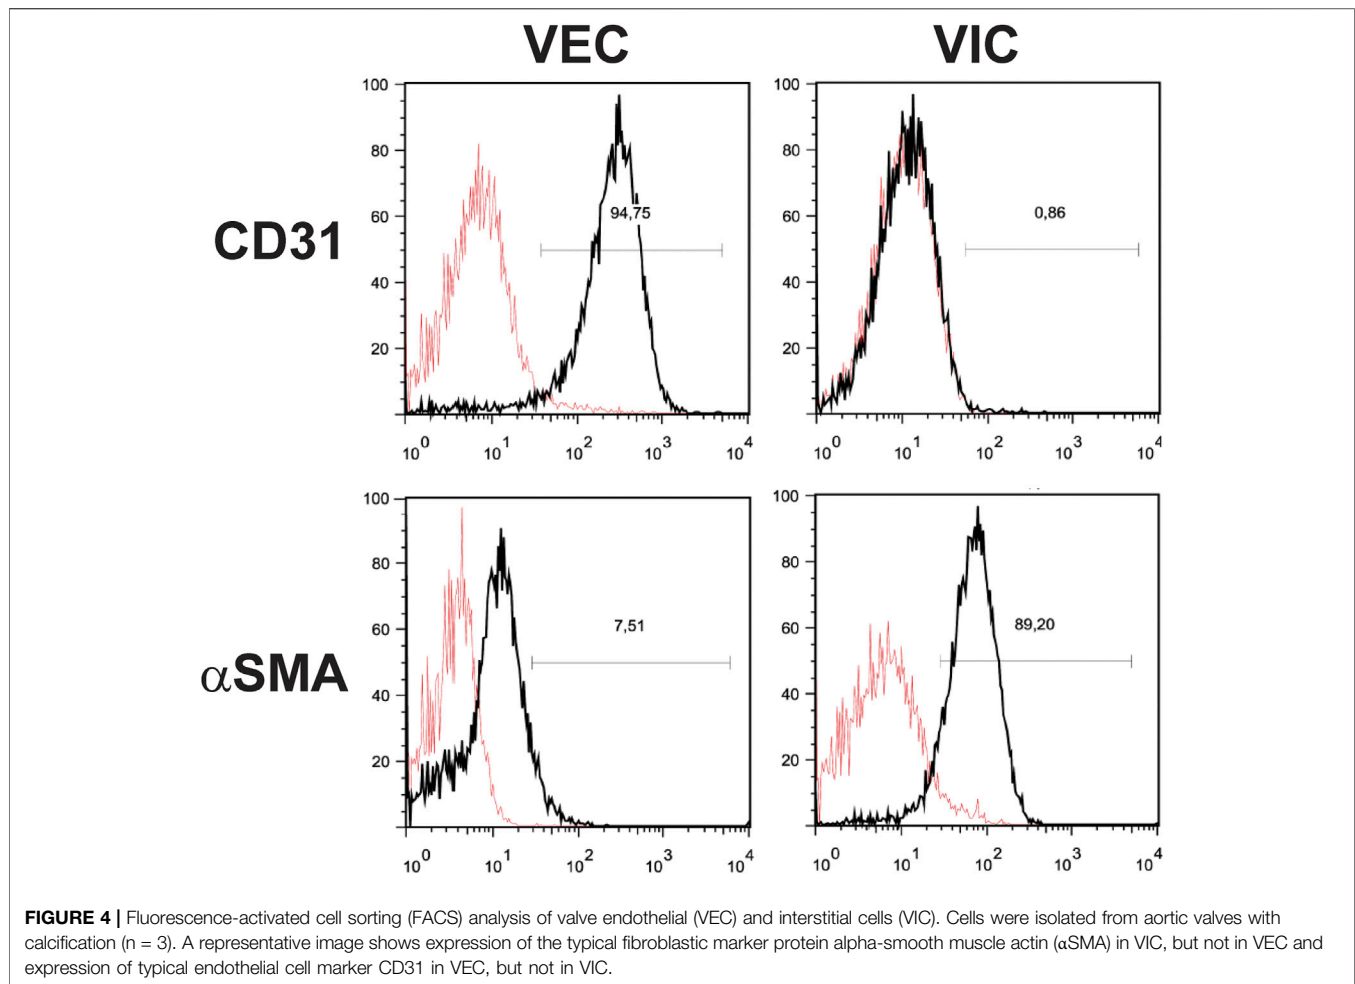 VEC VIC
CD31
100
80
60
40
20
94,75
10^0 10^1 10^2 10^3 10^4
100
80
60
40
20
0,86
10^0 10^1 10^2 10^3 10^4
αSMA
100
80
60
40
20
7,51
10^0 10^1 10^2 10^3 10^4
100
80
60
40
20
89,20
10^0 10^1 10^2 10^3 10^4
FIGURE 4 | Fluorescence-activated cell sorting (FACS) analysis of valve endothelial (VEC) and interstitial cells (VIC). Cells were isolated from aortic valves with
calcification (n = 3). A representative image shows expression of the typical fibroblastic marker protein alpha-smooth muscle actin (αSMA) in VIC, but not in VEC and
expression of typical endothelial cell marker CD31 in VEC, but not in VIC.